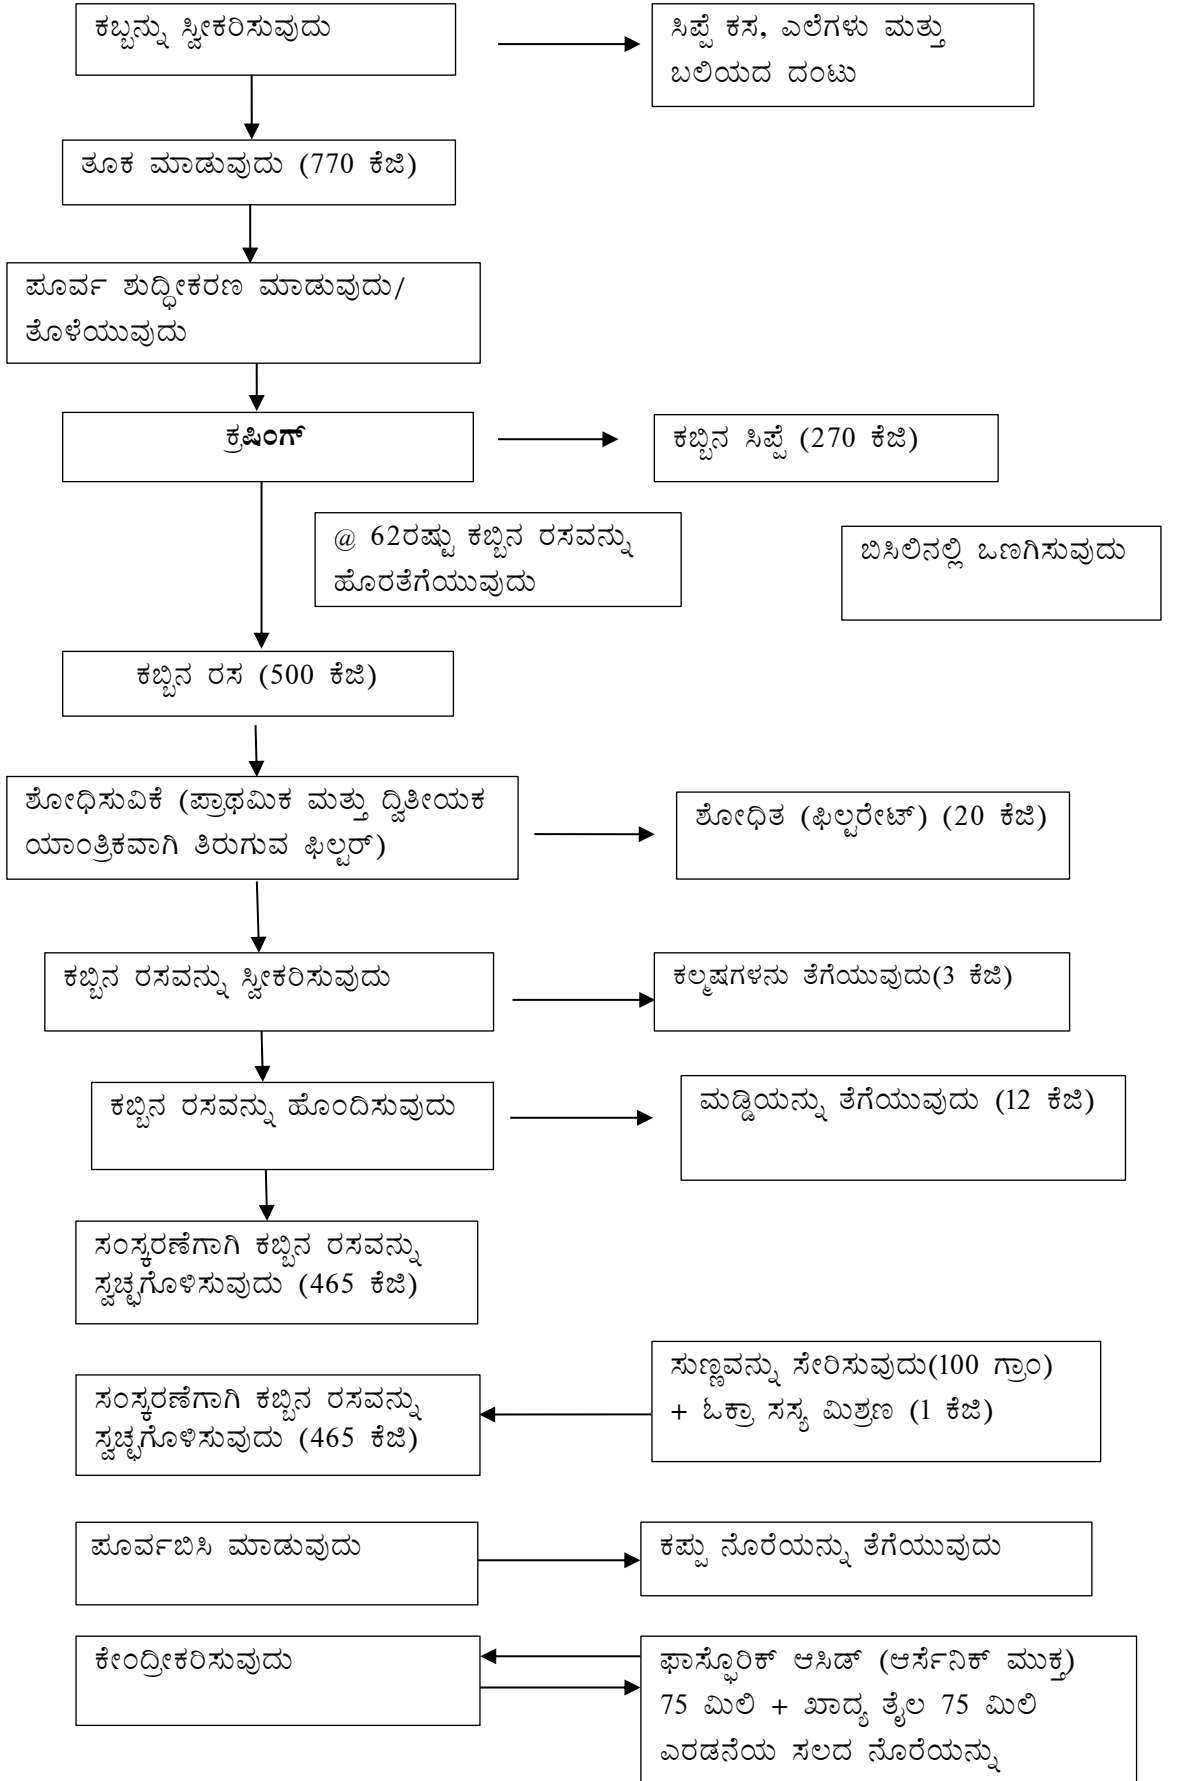 ಕಬ್ಬನ್ನು ಸ್ವೀಕರಿಸುವುದು
ಸಿಪ್ಪೆ ಕಸ, ಎಲೆಗಳು ಮತ್ತು
ಬಲಿಯದ ದಂಟು
ತೂಕ ಮಾಡುವುದು (770 ಕೆಜಿ)
ಪೂರ್ವ ಶುದ್ಧೀಕರಣ ಮಾಡುವುದು/
ತೊಳೆಯುವುದು
ಕ್ರಷಿಂಗ್
ಕಬ್ಬಿನ ಸಿಪ್ಪೆ (270 ಕೆಜಿ)
@ 62ರಷ್ಟು ಕಬ್ಬಿನ ರಸವನ್ನು
ಹೊರತೆಗೆಯುವುದು
ಬಿಸಿಲಿನಲ್ಲಿ ಒಣಗಿಸುವುದು
ಕಬ್ಬಿನ ರಸ (500 ಕೆಜಿ)
ಶೋಧಿಸುವಿಕೆ (ಪ್ರಾಥಮಿಕ ಮತ್ತು ದ್ವಿತೀಯಕ
ಯಾಂತ್ರಿಕವಾಗಿ ತಿರುಗುವ ಫಿಲ್ಟರ್)
ಶೋಧಿತ (ಫಿಲ್ಟರೇಟ್) (20 ಕೆಜಿ)
ಕಬ್ಬಿನ ರಸವನ್ನು ಸ್ವೀಕರಿಸುವುದು
ಕಲ್ಮಷಗಳನು ತೆಗೆಯುವುದು(3 ಕೆಜಿ)
ಕಬ್ಬಿನ ರಸವನ್ನು ಹೊಂದಿಸುವುದು
ಮಡ್ಡಿಯನ್ನು ತೆಗೆಯುವುದು (12 ಕೆಜಿ)
ಸಂಸ್ಕರಣೆಗಾಗಿ ಕಬ್ಬಿನ ರಸವನ್ನು
ಸ್ವಚ್ಛಗೊಳಿಸುವುದು (465 ಕೆಜಿ)
ಸುಣ್ಣವನ್ನು ಸೇರಿಸುವುದು(100 ಗ್ರಾಂ)
+ ಓಕ್ರಾ ಸಸ್ಯ ಮಿಶ್ರಣ (1 ಕೆಜಿ)
ಸಂಸ್ಕರಣೆಗಾಗಿ ಕಬ್ಬಿನ ರಸವನ್ನು
ಸ್ವಚ್ಛಗೊಳಿಸುವುದು (465 ಕೆಜಿ)
ಪೂರ್ವಬಿಸಿ ಮಾಡುವುದು
ಕಪ್ಪು ನೊರೆಯನ್ನು ತೆಗೆಯುವುದು
ಕೇಂದ್ರೀಕರಿಸುವುದು
ಫಾಸ್ಫೊರಿಕ್ ಆಸಿಡ್ (ಆರ್ಸೆನಿಕ್ ಮುಕ್ತ)
75 ಮಿಲಿ + ಖಾದ್ಯ ತೈಲ 75 ಮಿಲಿ
ಎರಡನೆಯ ಸಲದ ನೊರೆಯನ್ನು